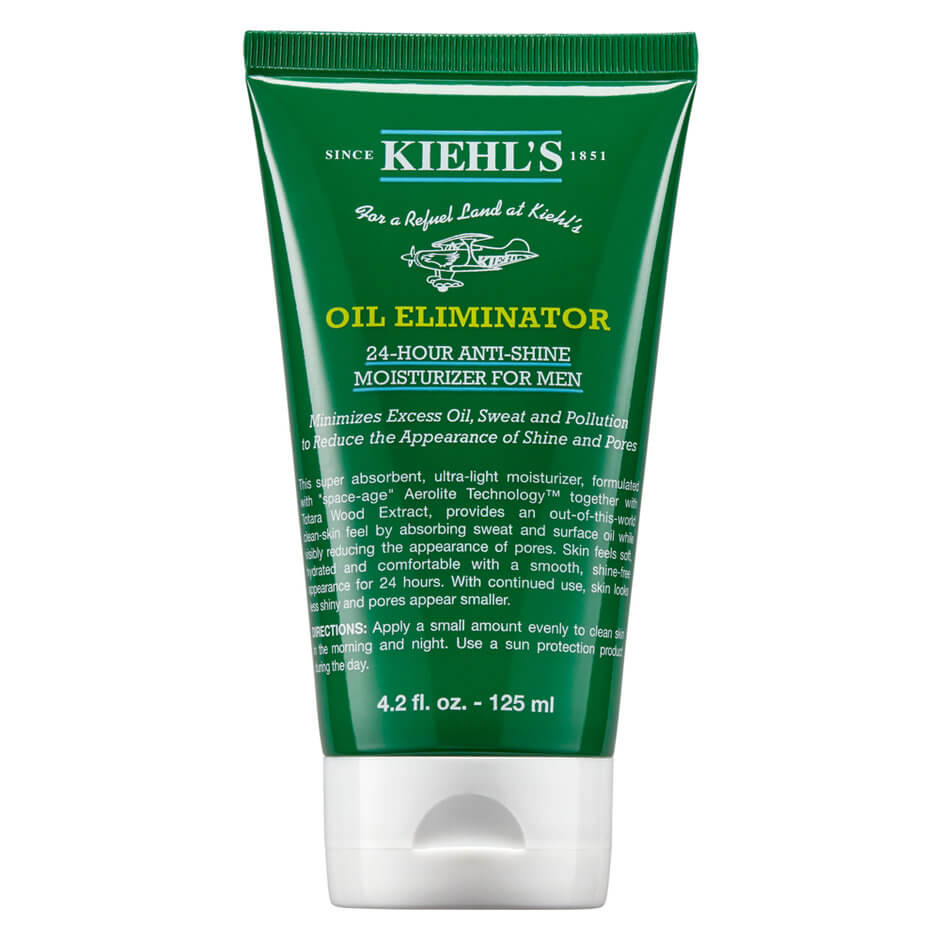 SINCE KIEHL'S 1851
For a Refuel Land at Kiehl's
KIEHL'S
OIL ELIMINATOR
24-HOUR ANTI-SHINE
MOISTURIZER FOR MEN
Minimizes Excess Oil, Sweat and Pollution
to Reduce the Appearance of Shine and Pores
This super absorbent, ultra-light moisturizer, formulated
with "space-age" Aerolite Technology™ together with
Totara Wood Extract, provides an out-of-this-world
clean-skin feel by absorbing sweat and surface oil while
visibly reducing the appearance of pores. Skin feels soft,
hydrated and comfortable with a smooth, shine-free
appearance for 24 hours. With continued use, skin looks
less shiny and pores appear smaller.
DIRECTIONS: Apply a small amount evenly to clean skin
in the morning and night. Use a sun protection product
during the day.
4.2 fl. oz. - 125 ml